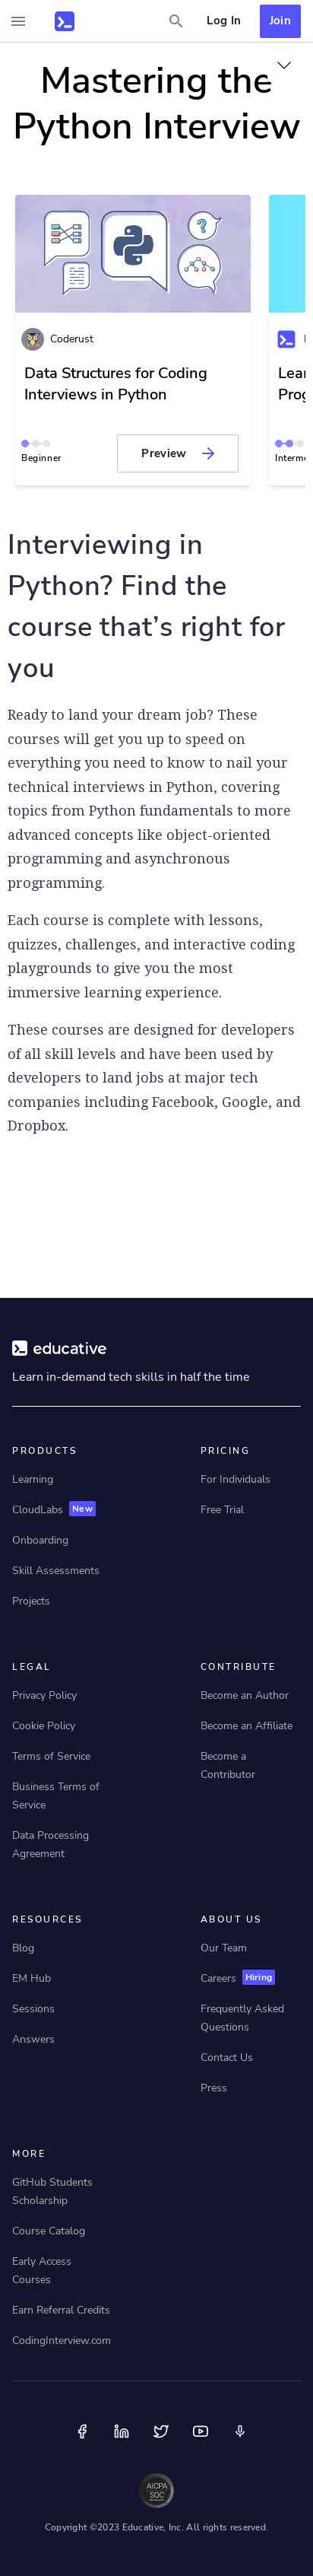 Log In
Join
Mastering the
Python Interview
Coderust
Data Structures for Coding
Interviews in Python
Beginner
Preview
Interviewing in
Python? Find the
course that’s right for
you
Ready to land your dream job? These
courses will get you up to speed on
everything you need to know to nail your
technical interviews in Python, covering
topics from Python fundamentals to more
advanced concepts like object-oriented
programming and asynchronous
programming.
Each course is complete with lessons,
quizzes, challenges, and interactive coding
playgrounds to give you the most
immersive learning experience.
These courses are designed for developers
of all skill levels and have been used by
developers to land jobs at major tech
companies including Facebook, Google, and
Dropbox.
educative
Learn in-demand tech skills in half the time
PRODUCTS
Learning
CloudLabs New
Onboarding
Skill Assessments
Projects
PRICING
For Individuals
Free Trial
LEGAL
Privacy Policy
Cookie Policy
Terms of Service
Business Terms of
Service
Data Processing
Agreement
CONTRIBUTE
Become an Author
Become an Affiliate
Become a
Contributor
RESOURCES
Blog
EM Hub
Sessions
Answers
ABOUT US
Our Team
Careers Hiring
Frequently Asked
Questions
Contact Us
Press
MORE
GitHub Students
Scholarship
Course Catalog
Early Access
Courses
Earn Referral Credits
CodingInterview.com
AICPA
SOC
Copyright ©2023 Educative, Inc. All rights reserved.